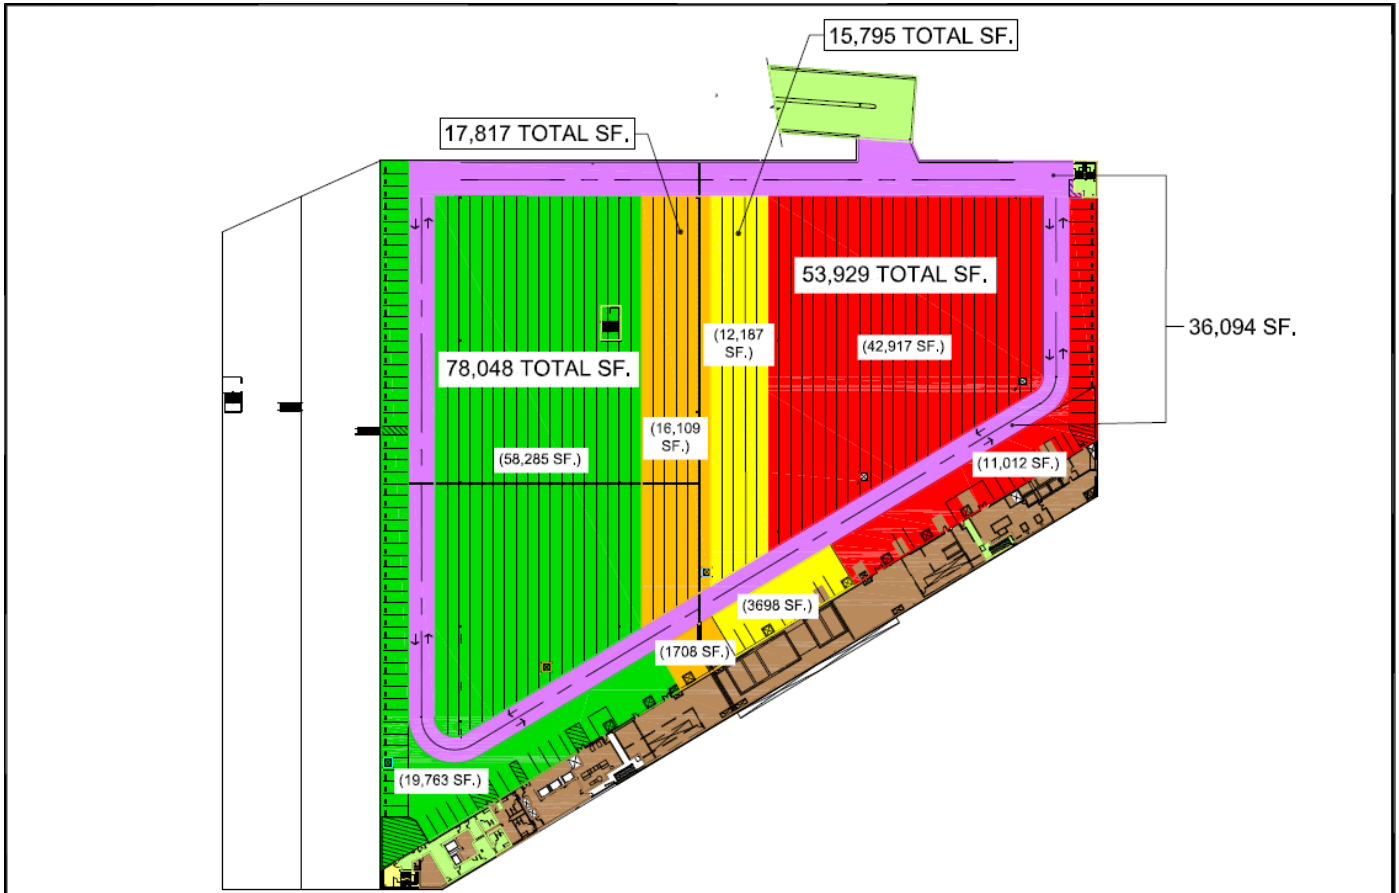 15,795 TOTAL SF.
17,817 TOTAL SF.
53,929 TOTAL SF.
36,094 SF.
(12,187
SF.)
(42,917 SF.)
78,048 TOTAL SF.
(16,109
SF.)
(58,285 SF.)
(11,012 SF.)
(3698 SF.)
(1708 SF.)
(19,763 SF.)